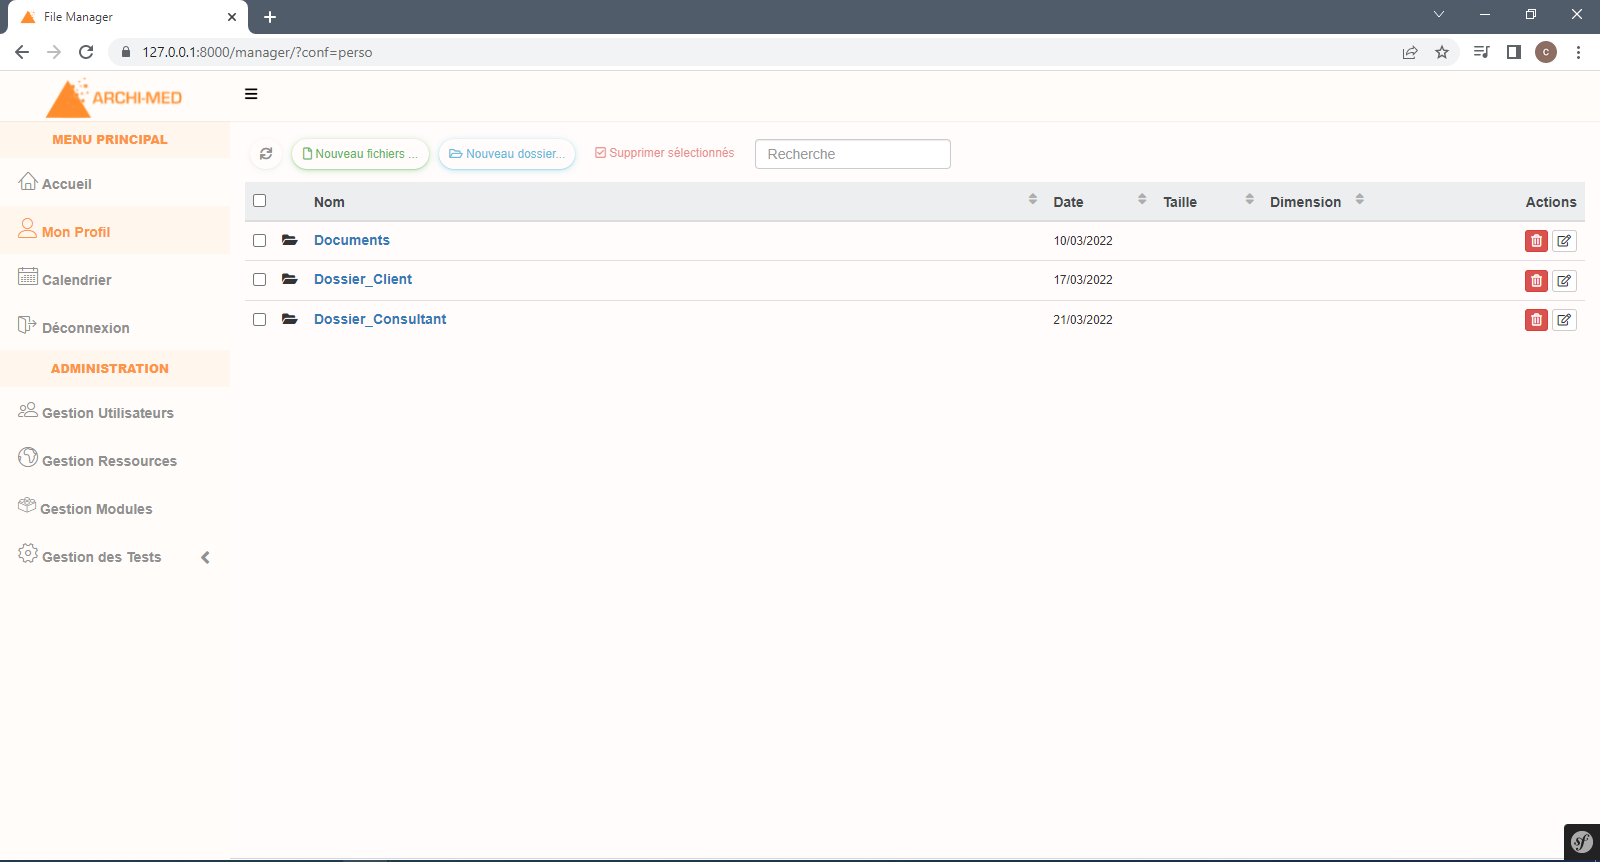 File Manager
127.0.0.1:8000/manager/?conf=perso
C
ARCHI-MED
MENU PRINCIPAL
Accueil
Mon Profil
Calendrier
Déconnexion
ADMINISTRATION
Gestion Utilisateurs
Gestion Ressources
Gestion Modules
Gestion des Tests
Nouveau fichiers ...
Nouveau dossier...
Supprimer sélectionnés
Recherche
Nom Date Taille Dimension Actions
Documents 10/03/2022
Dossier_Client 17/03/2022
Dossier_Consultant 21/03/2022
sf